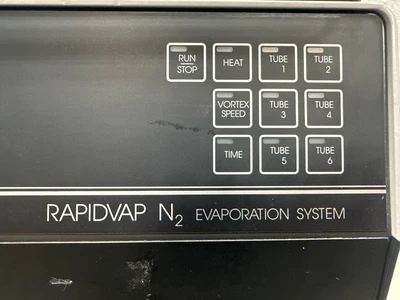 RUN
STOP
HEAT
TUBE
1
TUBE
2
VORTEX
SPEED
TUBE
3
TUBE
4
TIME
TUBE
5
TUBE
6
RAPIDVAP N₂ EVAPORATION SYSTEM